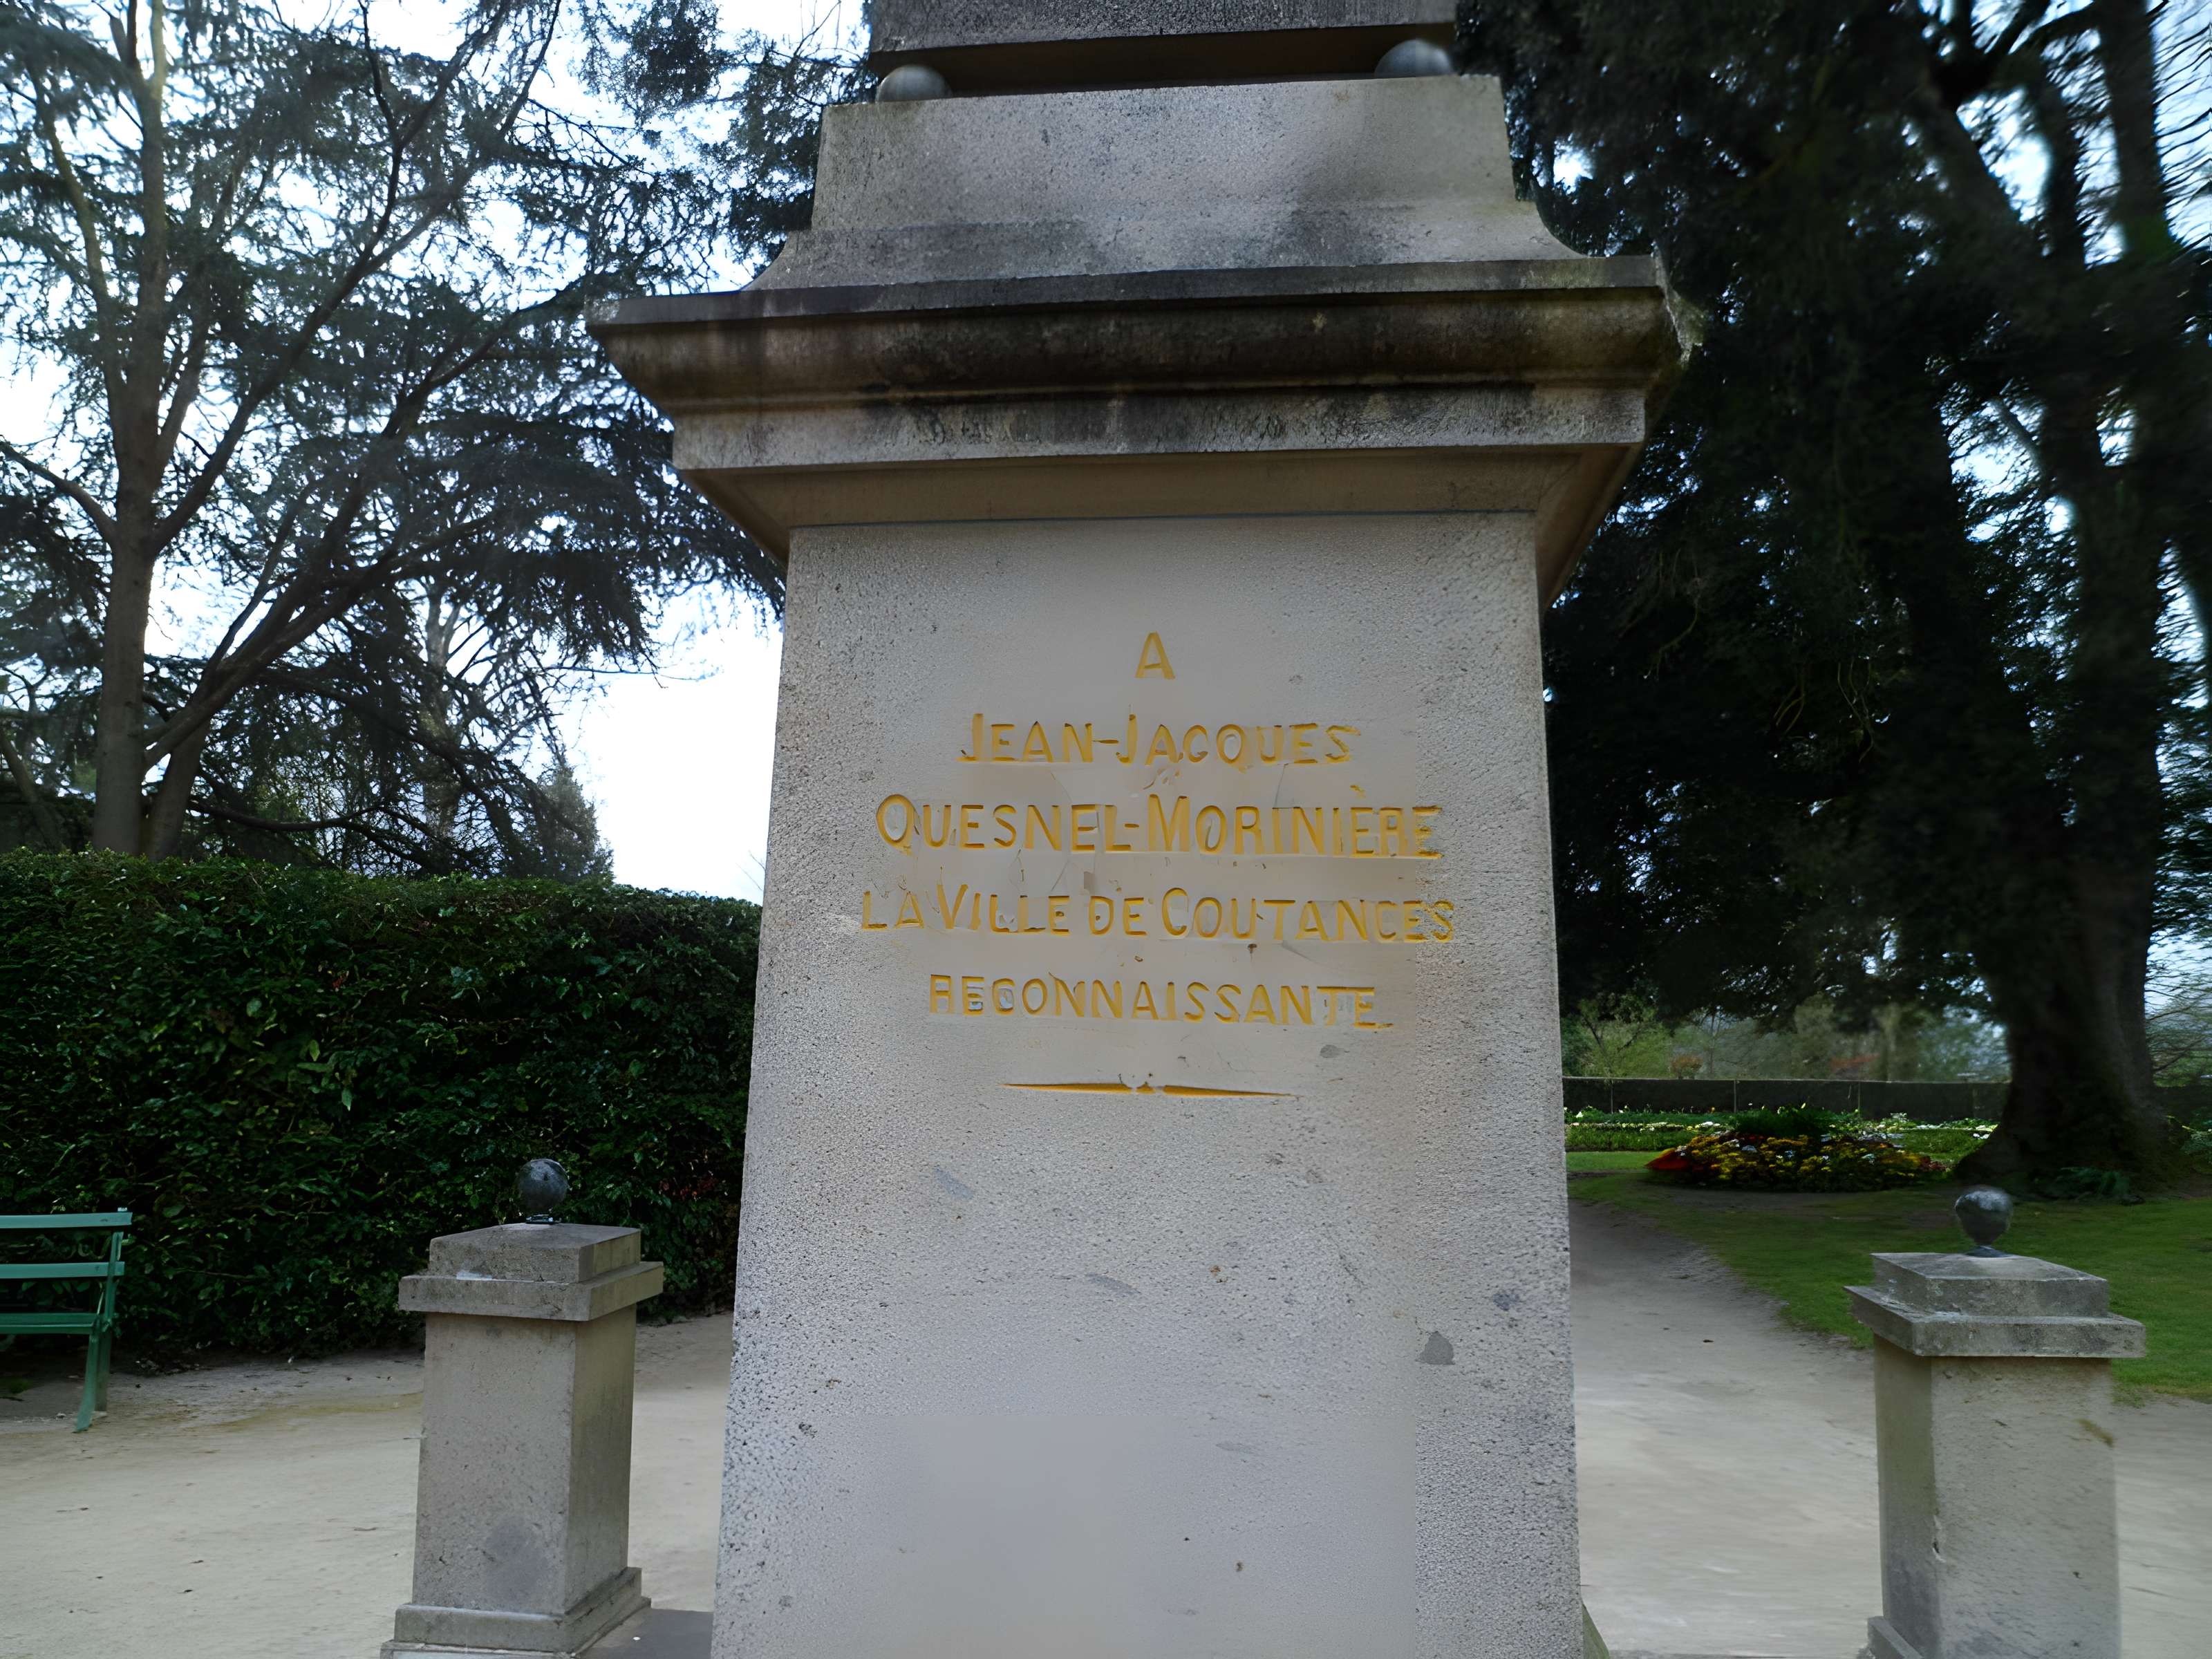 A
JEAN-JACQUES
QUESNEL-MORINIÈRE
LA VILLE DE COUTANCES
RECONNAISSANTE